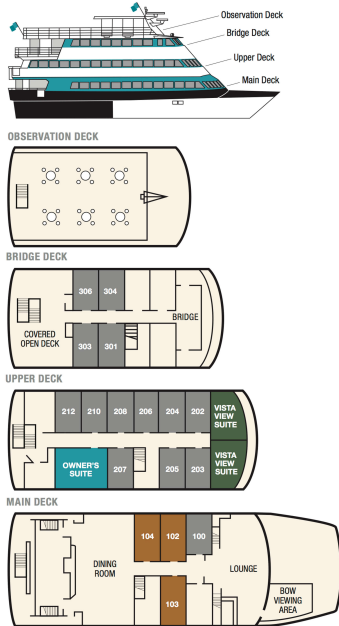 Observation Deck
Bridge Deck
Upper Deck
Main Deck
OBSERVATION DECK
BRIDGE DECK
306 304
COVERED
OPEN DECK
BRIDGE
303 301
UPPER DECK
212 210 208 206 204 202
VISTA
VIEW
SUITE
OWNER'S
SUITE
207 205 203
VISTA
VIEW
SUITE
MAIN DECK
104 102 100
DINING
ROOM
LOUNGE
103
BOW
VIEWING
AREA